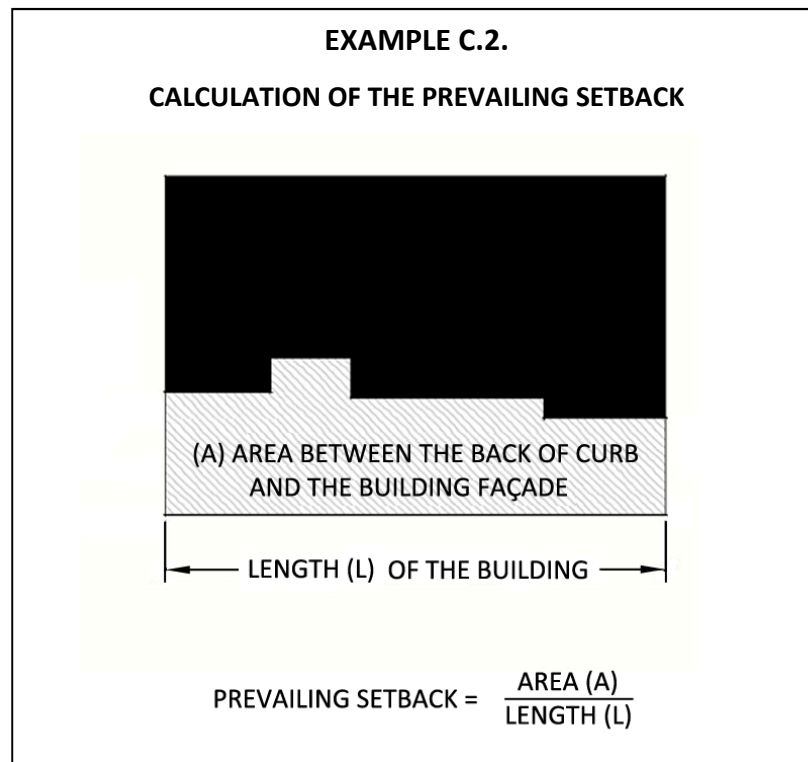 EXAMPLE C.2.
CALCULATION OF THE PREVAILING SETBACK
(A) AREA BETWEEN THE BACK OF CURB
AND THE BUILDING FAÇADE
LENGTH (L) OF THE BUILDING
PREVAILING SETBACK = AREA (A)
LENGTH (L)